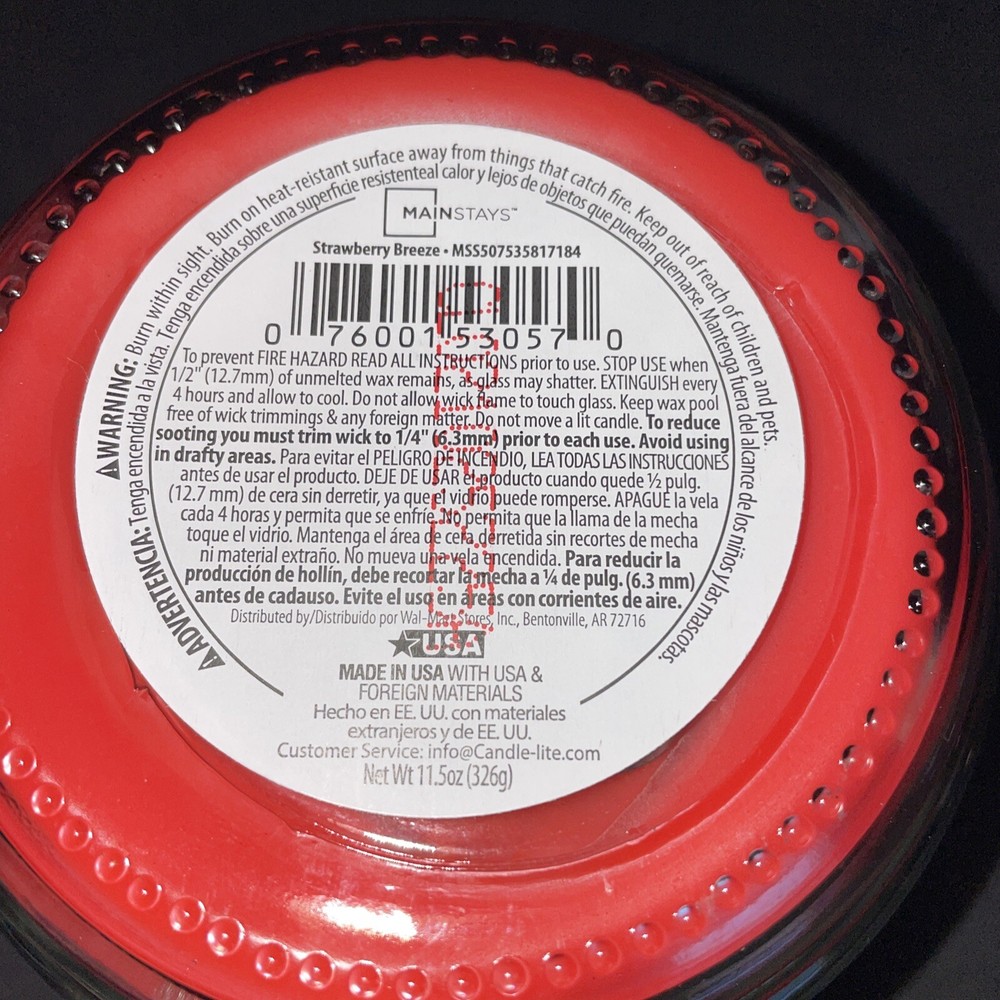 ⚠WARNING: Burn within sight. Burn on heat-reistant surface away from things that catch fire. Keep out of reach of children and pets.
⚠ADVERTENCIA: Tenga encendida a la vista. Tenga encendida sobre una superficie resistenteal calor y lejos de objetos que puedan quemarse. Mantenga fuera del alcance de los niños y las mascotas.
MAINSTAYS™
Strawberry Breeze • MSS507535817184
0 76001 53057 0
To prevent FIRE HAZARD READ ALL INSTRUCTIONS prior to use. STOP USE when
1/2" (12.7mm) of unmelted wax remains, as glass may shatter. EXTINGUISH every
4 hours and allow to cool. Do not allow wick flame to touch glass. Keep wax pool
free of wick trimmings & any foreign matter. Do not move a lit candle. To reduce
sooting you must trim wick to 1/4" (6.3mm) prior to each use. Avoid using
in drafty areas. Para evitar el PELIGRO DE INCENDIO, LEA TODAS LAS INSTRUCCIONES
antes de usar el producto. DEJE DE USAR el producto cuando quede ½ pulg.
(12.7 mm) de cera sin derretir, ya que el vidrio puede romperse. APAGUE la vela
cada 4 horas y permita que se enfríe. No permita que la llama de la mecha
toque el vidrio. Mantenga el área de cera derretida sin recortes de mecha
ni material extraño. No mueva una vela encendida. Para reducir la
producción de hollín, debe recortar la mecha a ¼ de pulg. (6.3 mm)
antes de cadauso. Evite el uso en áreas con corrientes de aire.
Distributed by/Distribuido por Wal-Mart Stores, Inc., Bentonville, AR 72716
USA
MADE IN USA WITH USA &
FOREIGN MATERIALS
Hecho en EE. UU. con materiales
extranjeros y de EE. UU.
Customer Service: info@Candle-lite.com
Net Wt 11.5oz (326g)